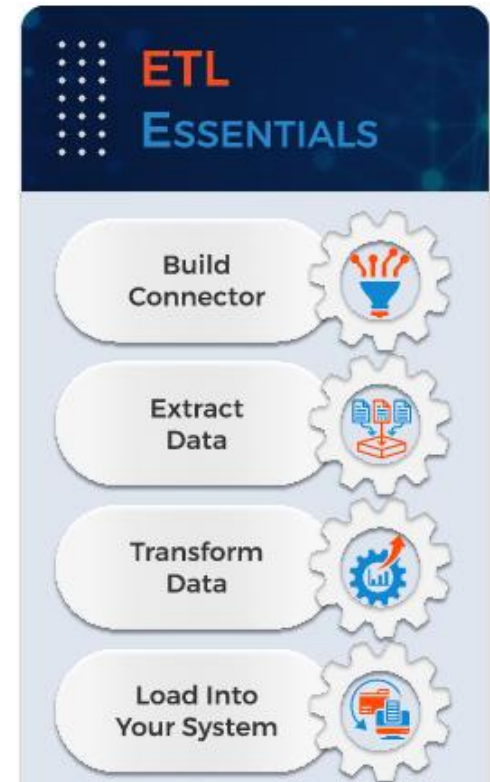 ETL
ESSENTIALS
Build
Connector
Extract
Data
Transform
Data
Load Into
Your System